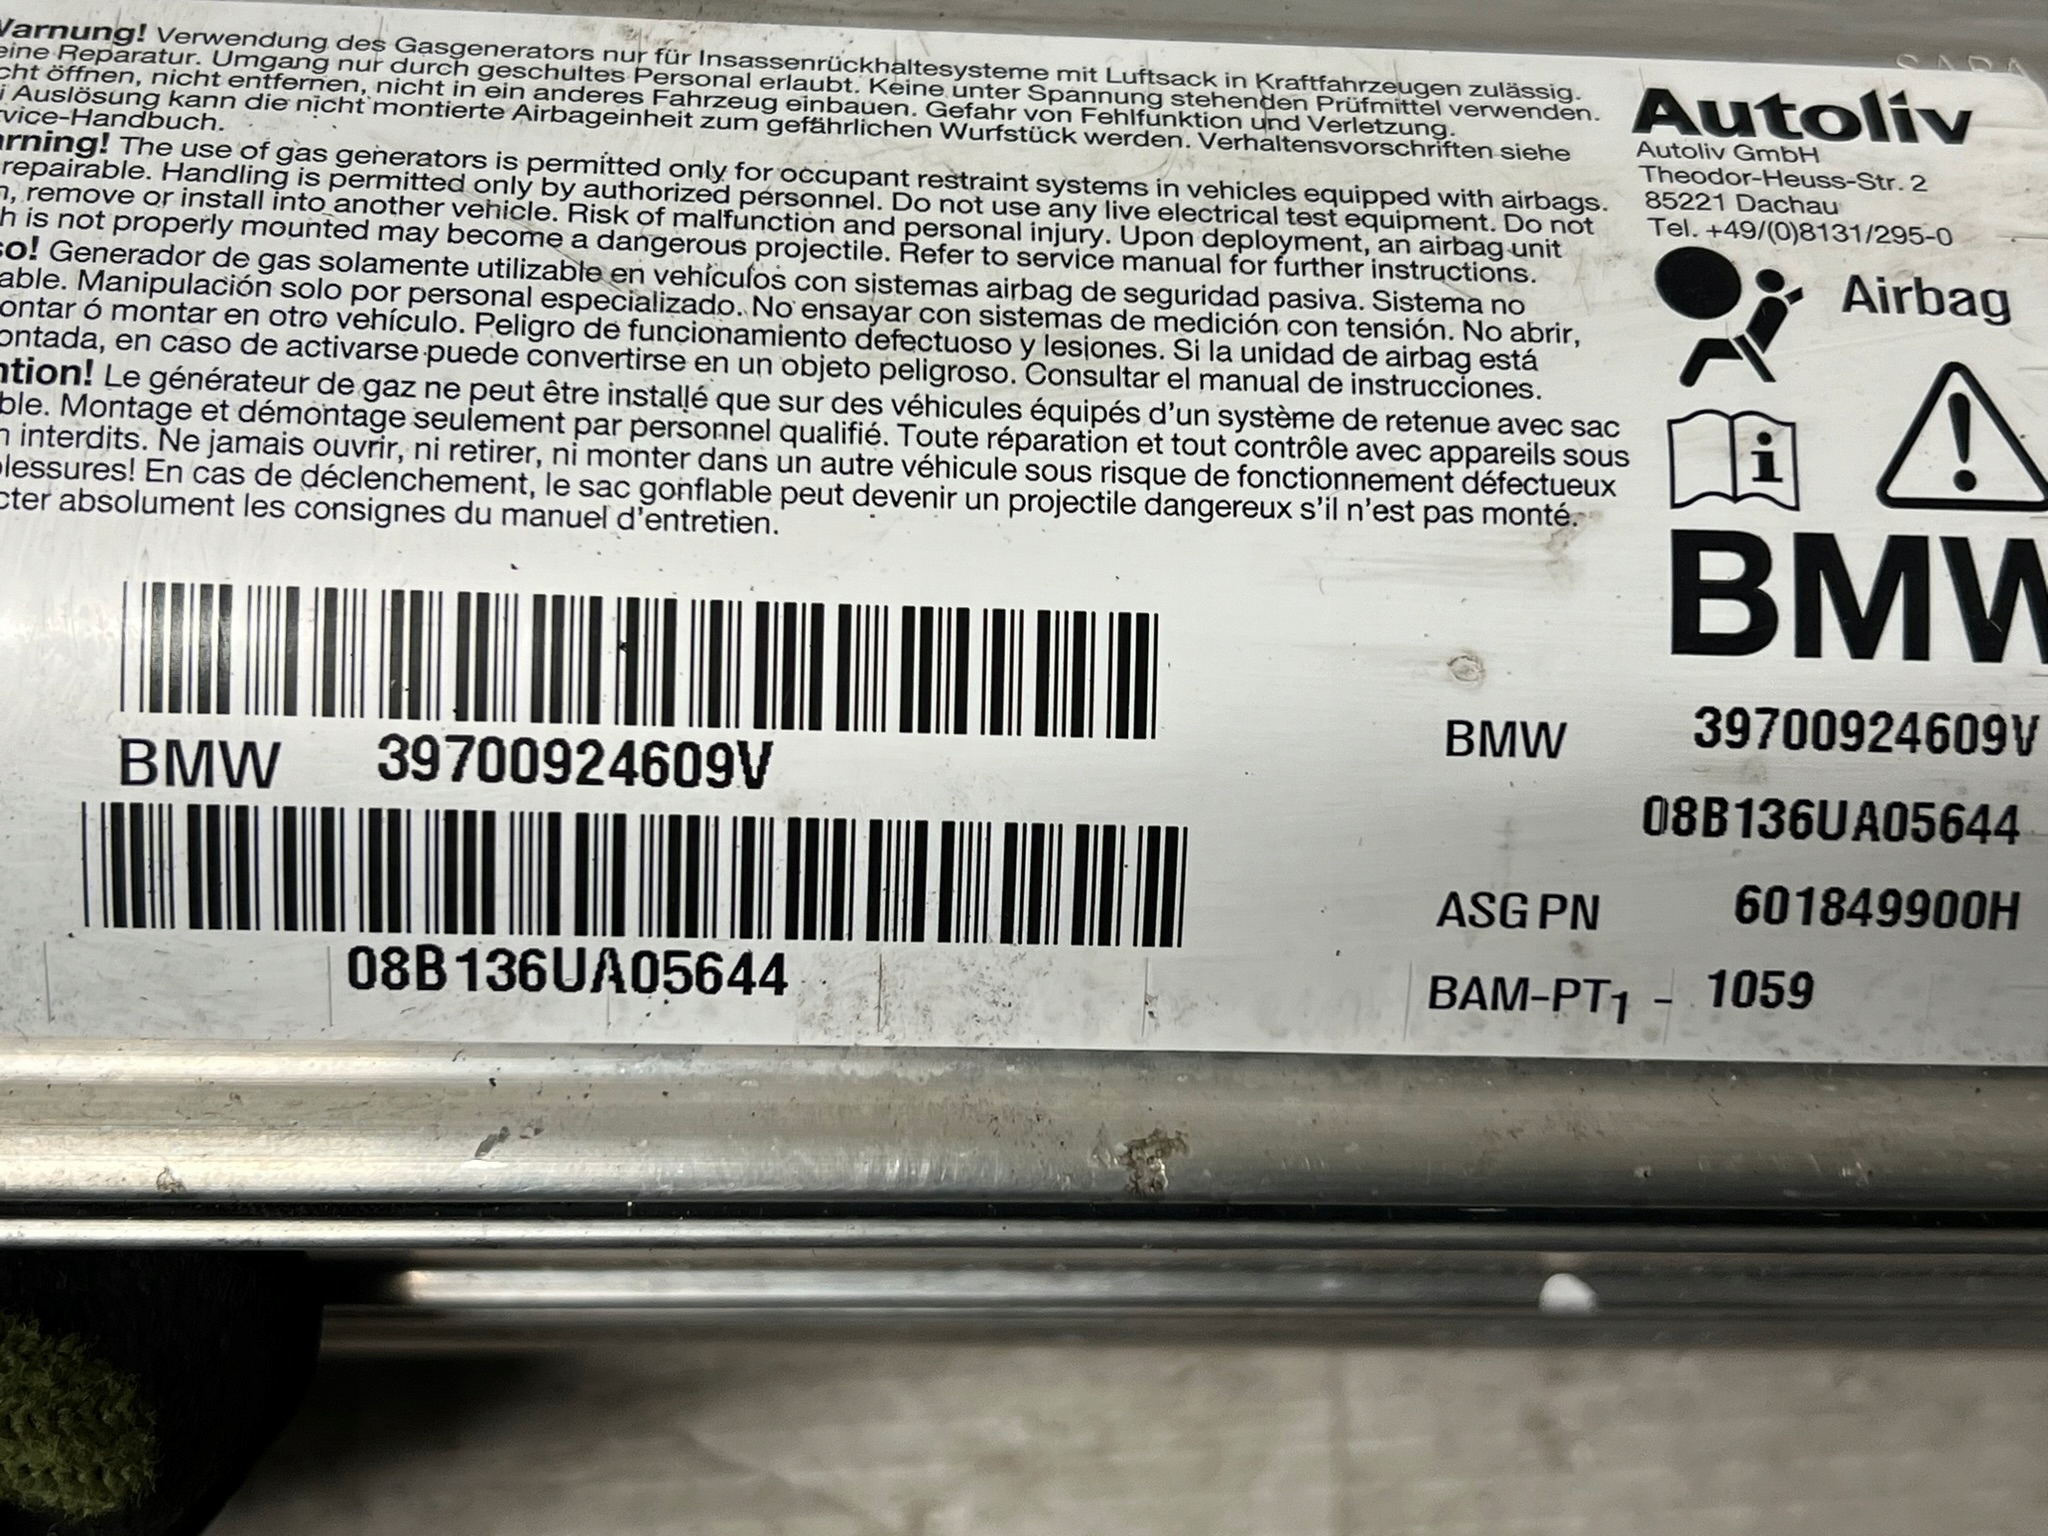 Warnung! Verwendung des Gasgenerators nur für Insassenrückhaltesysteme mit Luftsack in Kraftfahrzeugen zulässig.
eine Reparatur. Umgang nur durch geschultes Personal erlaubt. Keine unter Spannung stehenden Prüfmittel verwenden.
cht öffnen, nicht entfernen, nicht in ein anderes Fahrzeug einbauen. Gefahr von Fehlfunktion und Verletzung.
i Auslösung kann die nicht montierte Airbageinheit zum gefährlichen Wurfstück werden. Verhaltensvorschriften siehe
vice-Handbuch.
arning! The use of gas generators is permitted only for occupant restraint systems in vehicles equipped with airbags.
repairable. Handling is permitted only by authorized personnel. Do not use any live electrical test equipment. Do not
n, remove or install into another vehicle. Risk of malfunction and personal injury. Upon deployment, an airbag unit
h is not properly mounted may become a dangerous projectile. Refer to service manual for further instructions.
so! Generador de gas solamente utilizable en vehículos con sistemas airbag de seguridad pasiva. Sistema no
able. Manipulación solo por personal especializado. No ensayar con sistemas de medición con tensión. No abrir,
ontar ó montar en otro vehículo. Peligro de funcionamiento defectuoso y lesiones. Si la unidad de airbag está
ontada, en caso de activarse puede convertirse en un objeto peligroso. Consultar el manual de instrucciones.
ntion! Le générateur de gaz ne peut être installé que sur des véhicules équipés d'un système de retenue avec sac
ble. Montage et démontage seulement par personnel qualifié. Toute réparation et tout contrôle avec appareils sous
n interdits. Ne jamais ouvrir, ni retirer, ni monter dans un autre véhicule sous risque de fonctionnement défectueux
lessures! En cas de déclenchement, le sac gonflable peut devenir un projectile dangereux s'il n'est pas monté.
cter absolument les consignes du manuel d'entretien.
Autoliv
Autoliv GmbH
Theodor-Heuss-Str. 2
85221 Dachau
Tel. +49/(0)8131/295-0
Airbag
BMW
BMW 39700924609V
08B136UA05644
BMW 39700924609V
08B136UA05644
ASG PN 601849900H
BAM-PT1 - 1059